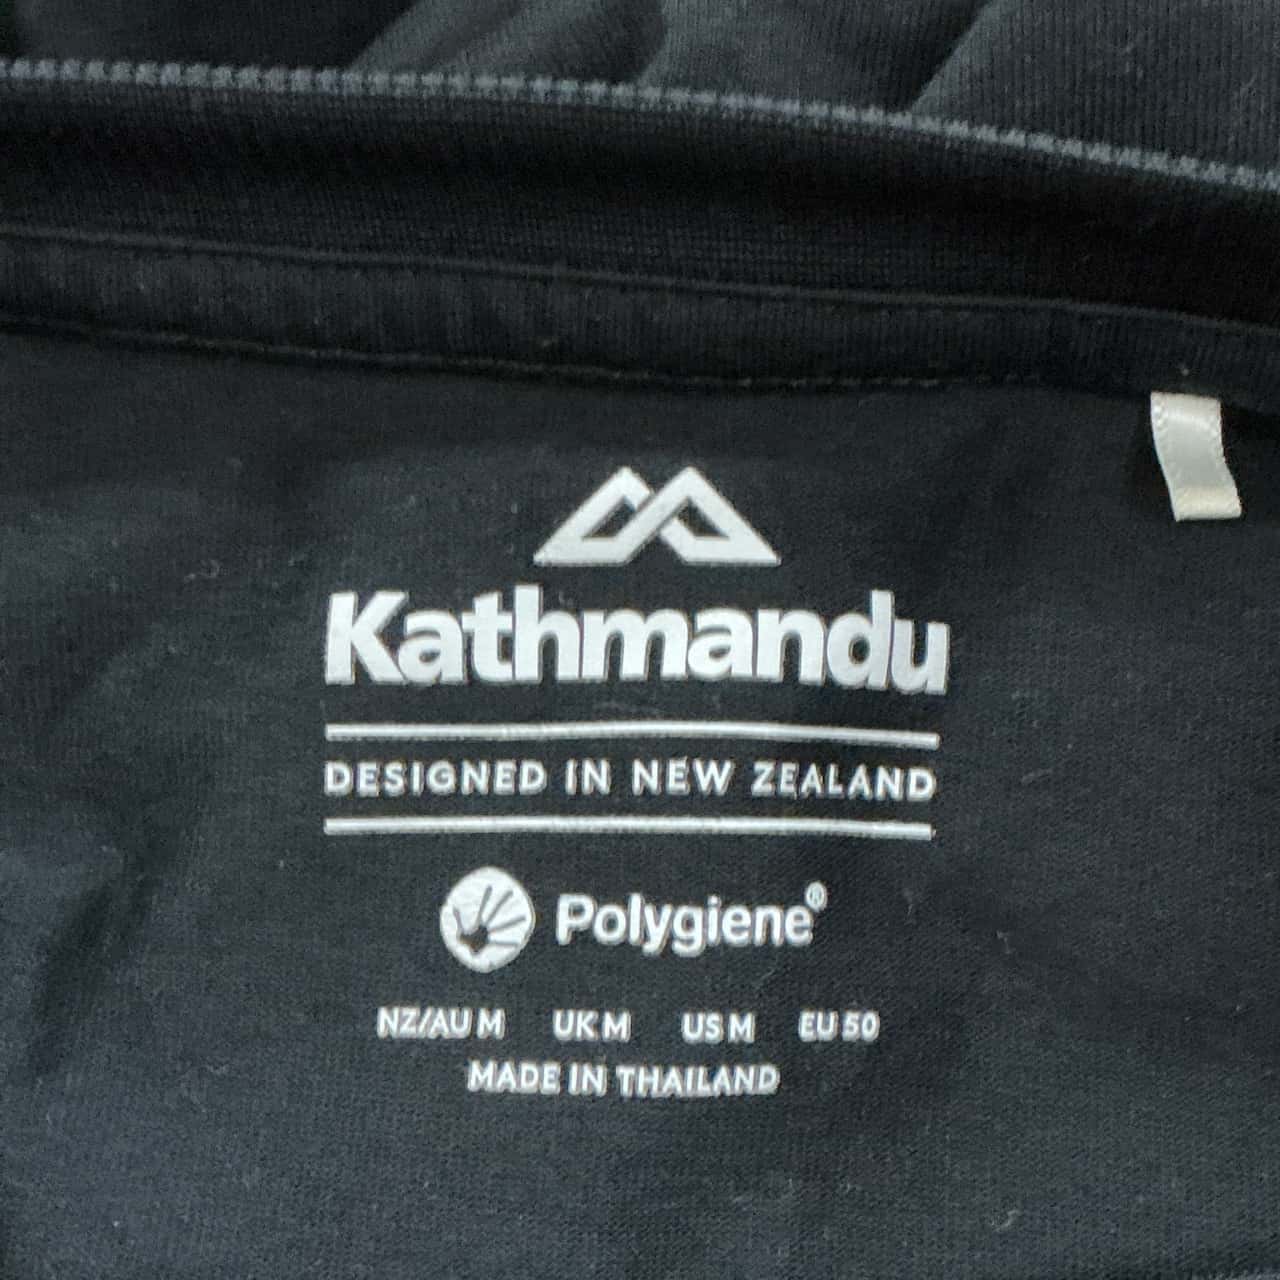 Kathmandu
DESIGNED IN NEW ZEALAND
Polygiene®
NZ/AU M UK M US M EU 50
MADE IN THAILAND